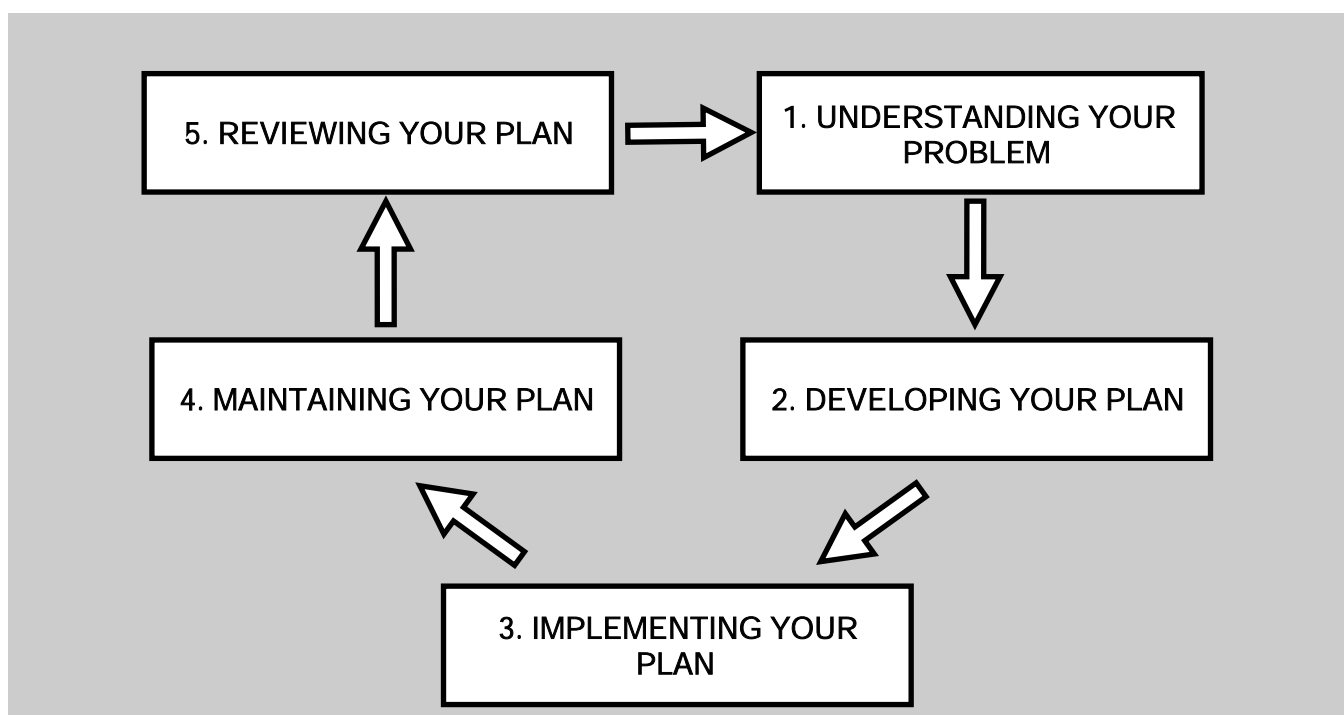 5. REVIEWING YOUR PLAN
1. UNDERSTANDING YOUR
PROBLEM
4. MAINTAINING YOUR PLAN
2. DEVELOPING YOUR PLAN
3. IMPLEMENTING YOUR
PLAN